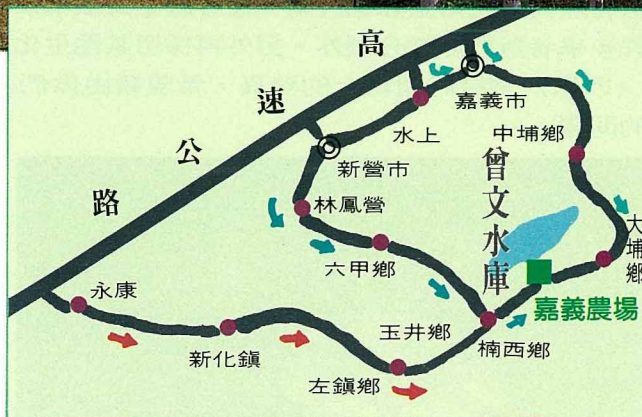 高速公路
嘉義市
水上
中埔鄉
新營市
曾文水庫
林鳳營
大埔鄉
六甲鄉
嘉義農場
永康
玉井鄉
楠西鄉
新化鎮
左鎮鄉